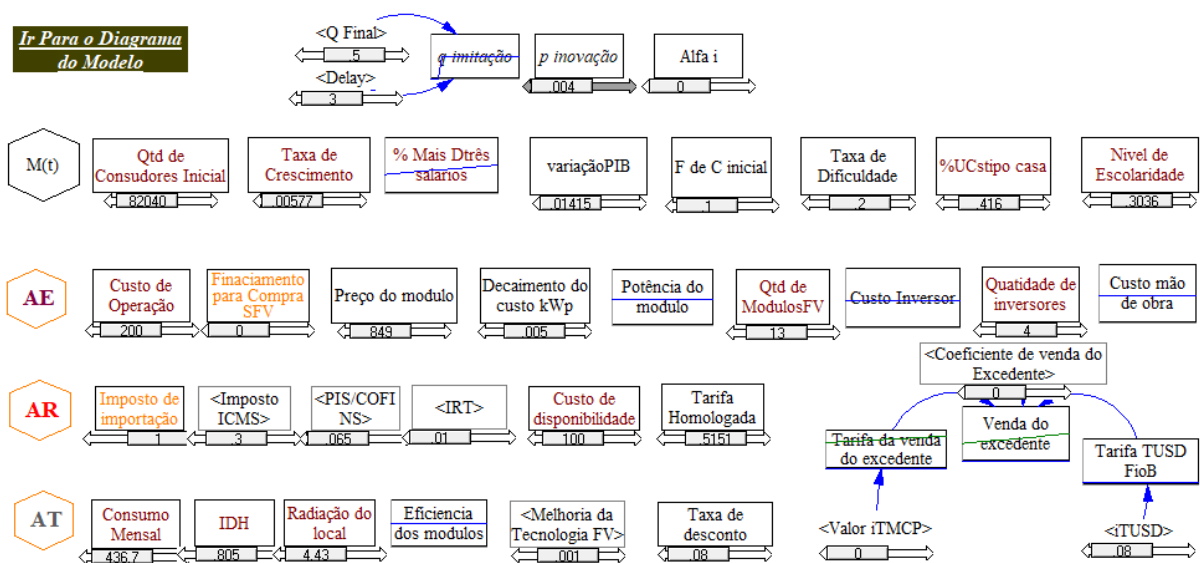 Ir Para o Diagrama
do Modelo
<Q Final>
.5
<Delay>
3
q imitação
p inovação
.004
Alfa i
0
M(t)
Qtd de
Consudores Inicial
82040
Taxa de
Crescimento
.00577
% Mais Dtrês
salários
variaçãoPIB
.01415
F de C inicial
.1
Taxa de
Dificuldade
.2
%UCstipo casa
.416
Nivel de
Escolaridade
.3036
AE
Custo de
Operação
200
Finaciamento
para Compra
SFV
0
Preço do modulo
849
Decaimento do
custo kWp
.005
Potência do
modulo
Qtd de
ModulosFV
13
Custo Inversor
Quatidade de
inversores
4
Custo mão
de obra
AR
Imposto de
importação
1
<Imposto
ICMS>
.3
<PIS/COFI
NS>
.065
<IRT>
.01
Custo de
disponibilidade
100
Tarifa
Homologada
.5151
<Coeficiente de venda do
Excedente>
0
Tarifa da venda
do excedente
Venda do
excedente
Tarifa TUSD
FioB
AT
Consumo
Mensal
436.7
IDH
.805
Radiação do
local
4.43
Eficiencia
dos modulos
<Melhoria da
Tecnologia FV>
.001
Taxa de
desconto
.08
<Valor iTMCP>
0
<iTUSD>
.08